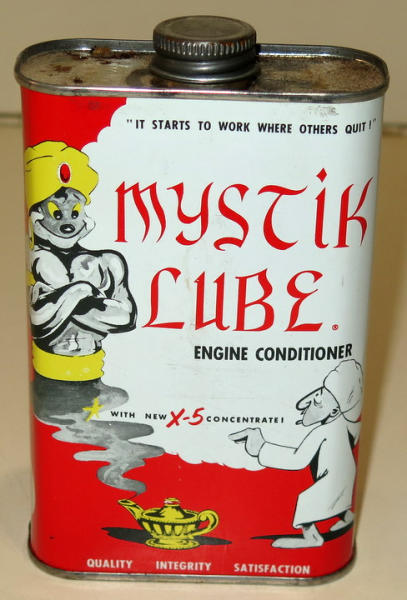 "IT STARTS TO WORK WHERE OTHERS QUIT!"
MYSTIK
LUBE.
ENGINE CONDITIONER
WITH NEW X-5 CONCENTRATE!
QUALITY INTEGRITY SATISFACTION